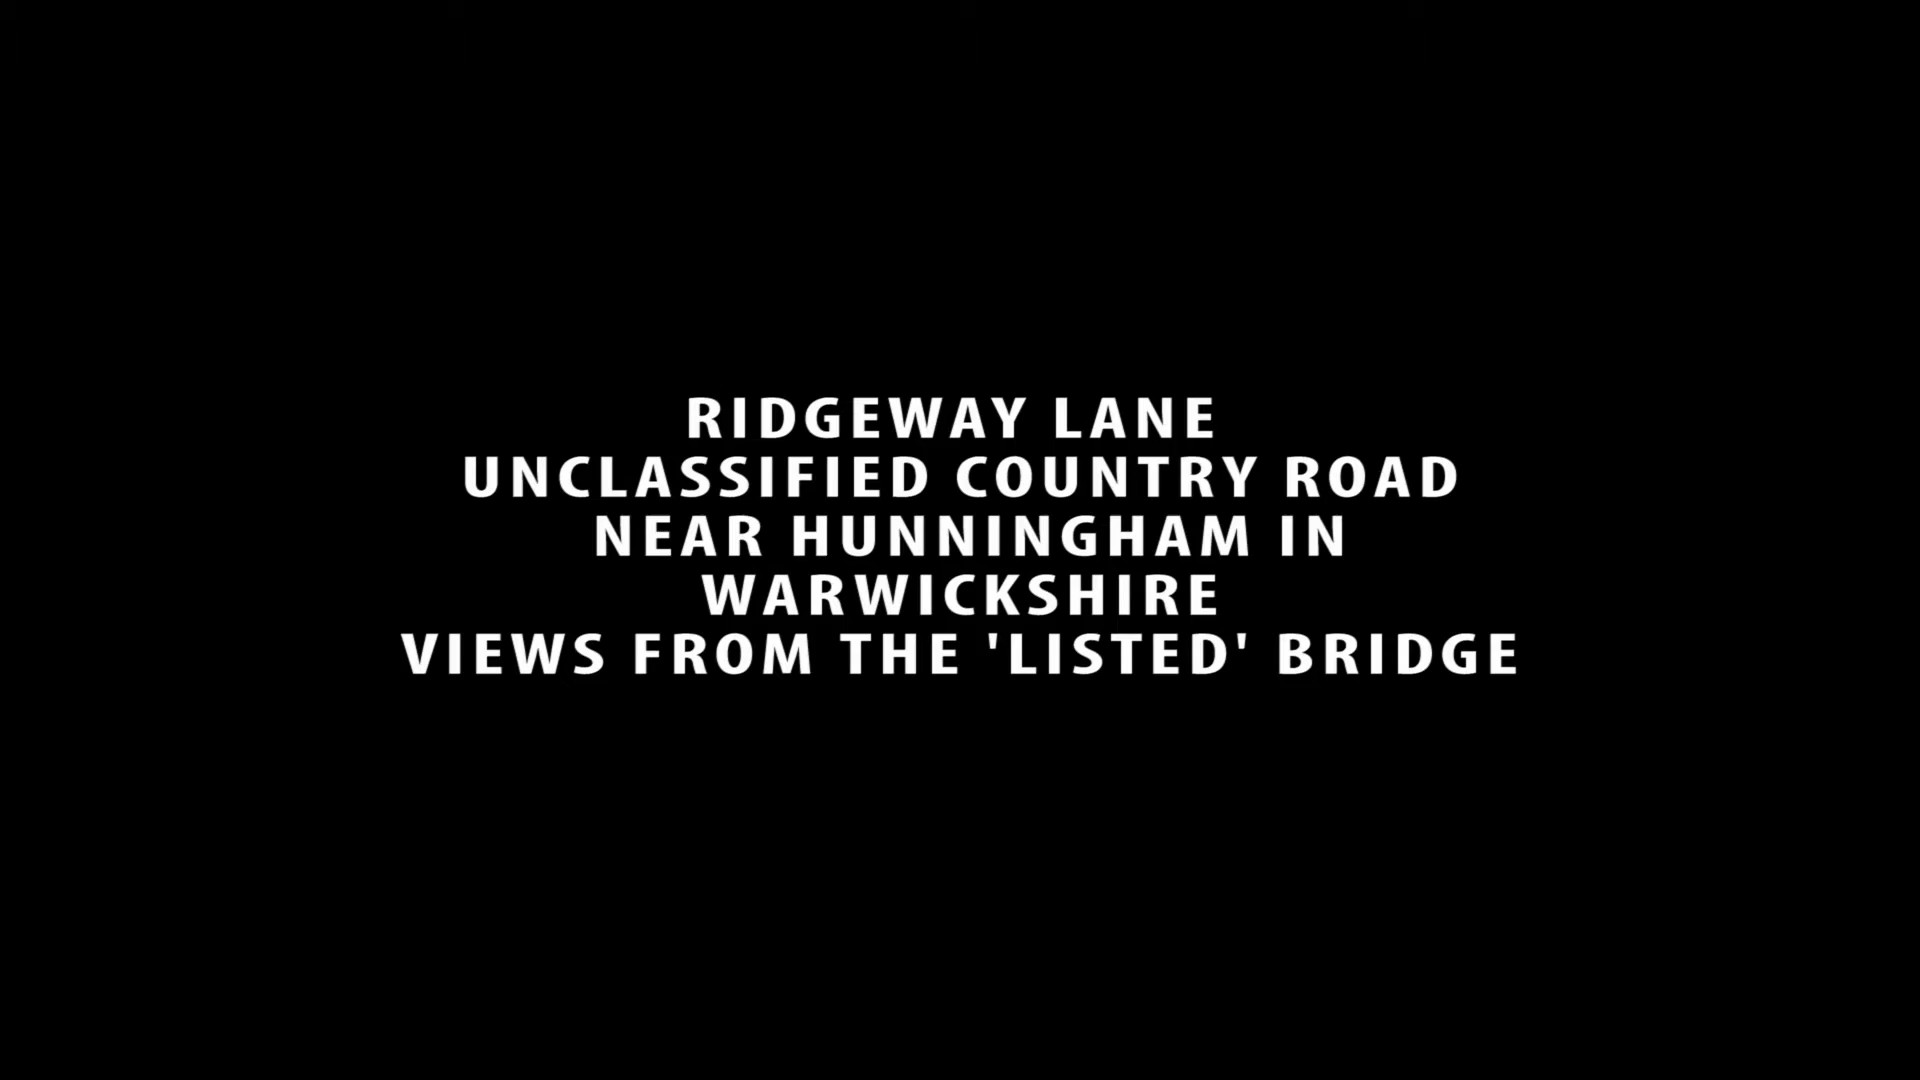 RIDGEWAY LANE
UNCLASSIFIED COUNTRY ROAD
NEAR HUNNINGHAM IN
WARWICKSHIRE
VIEWS FROM THE 'LISTED' BRIDGE